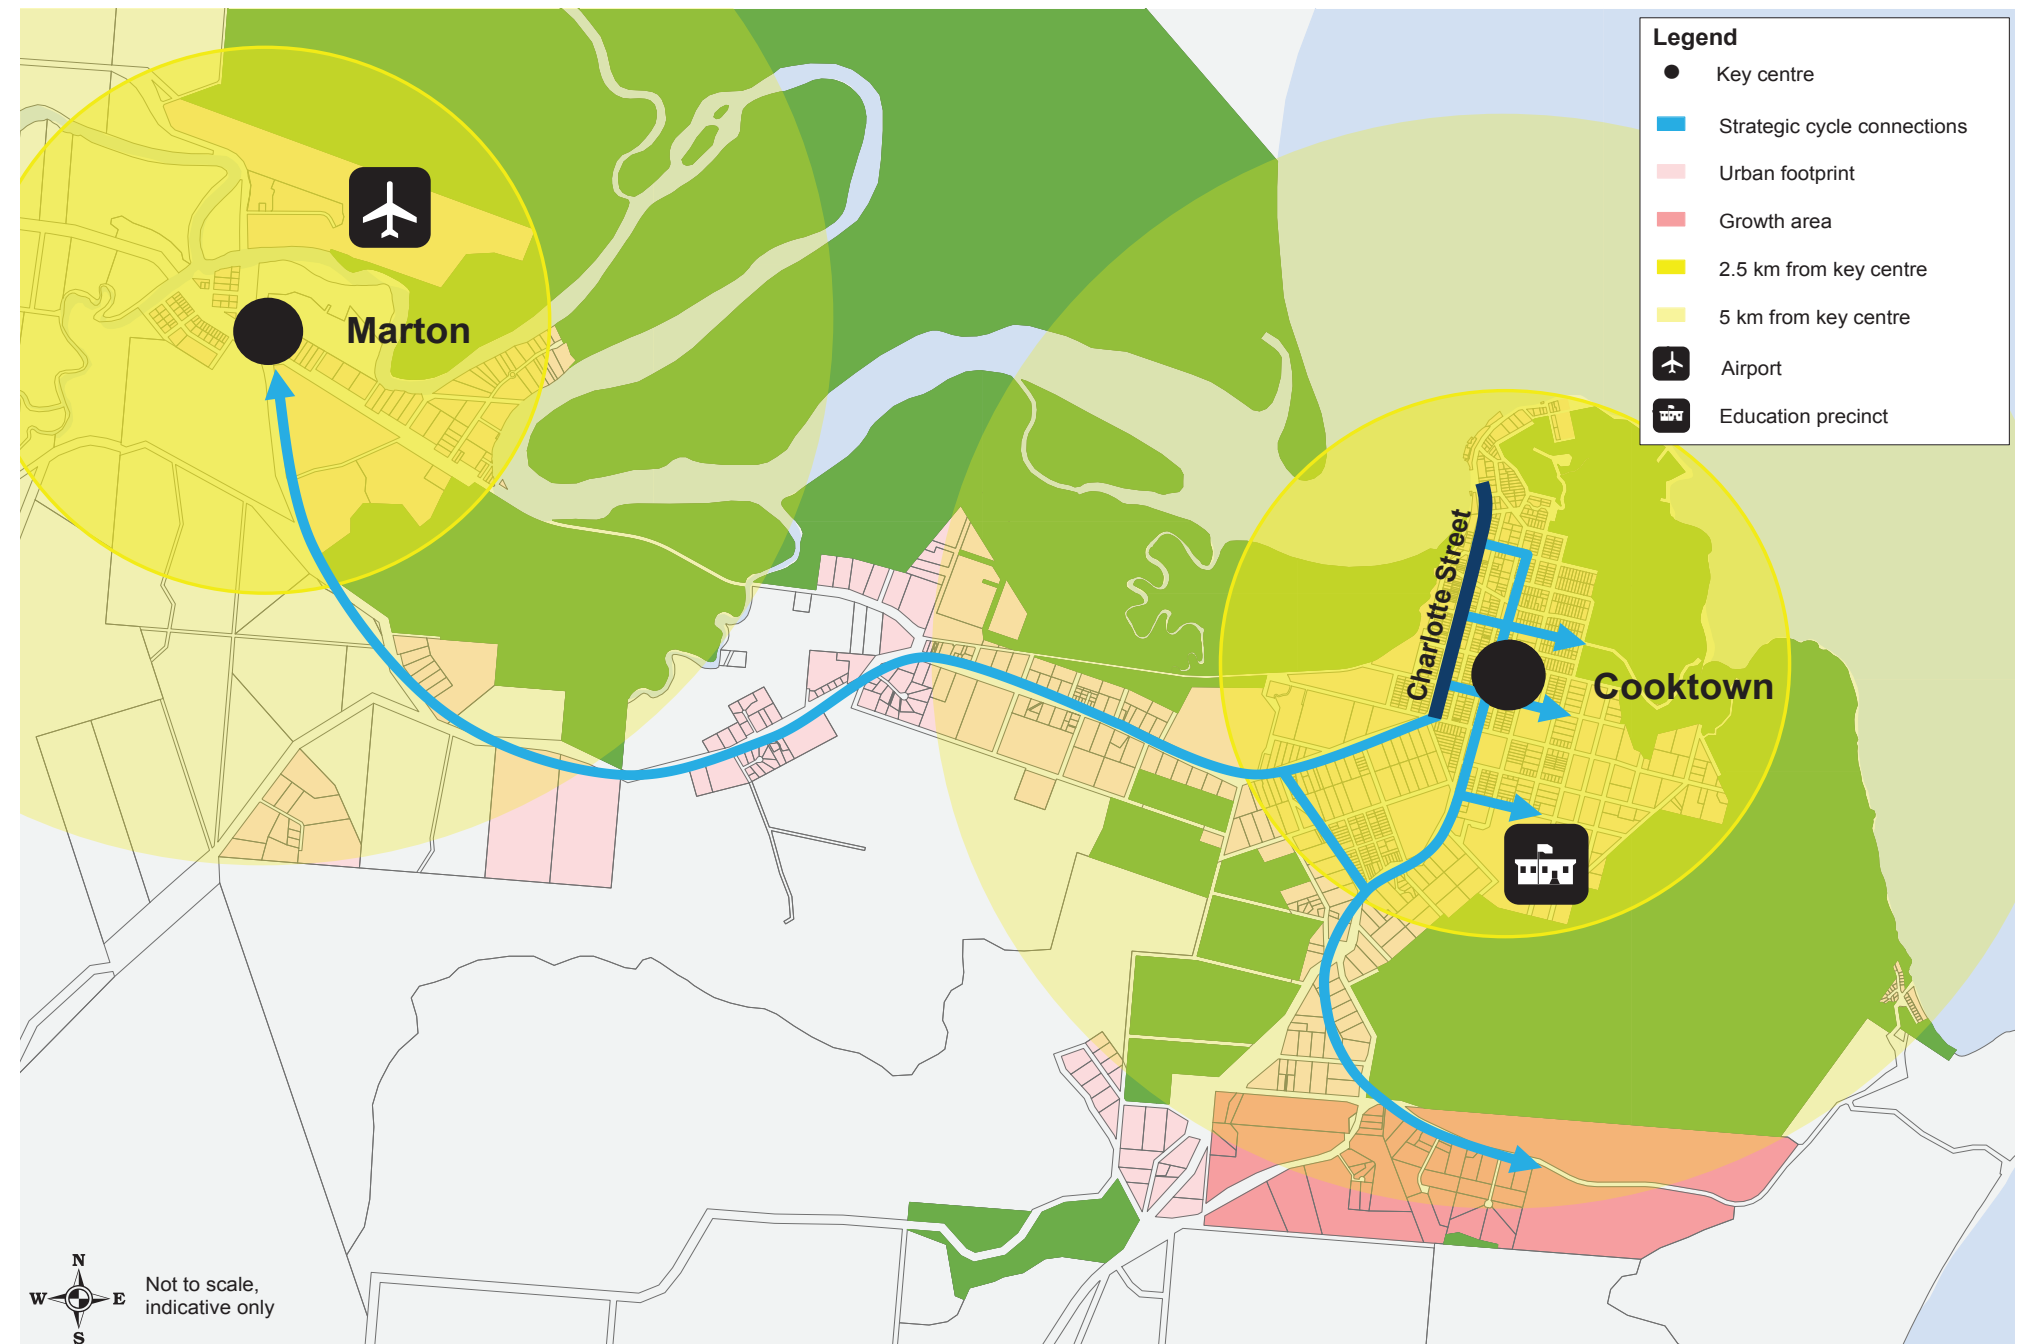 Legend
Key centre
Strategic cycle connections
Urban footprint
Growth area
2.5 km from key centre
5 km from key centre
Airport
Education precinct
Marton
Charlotte Street
Cooktown
N
W E
S
Not to scale,
indicative only